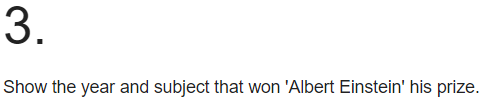 3.
Show the year and subject that won 'Albert Einstein' his prize.